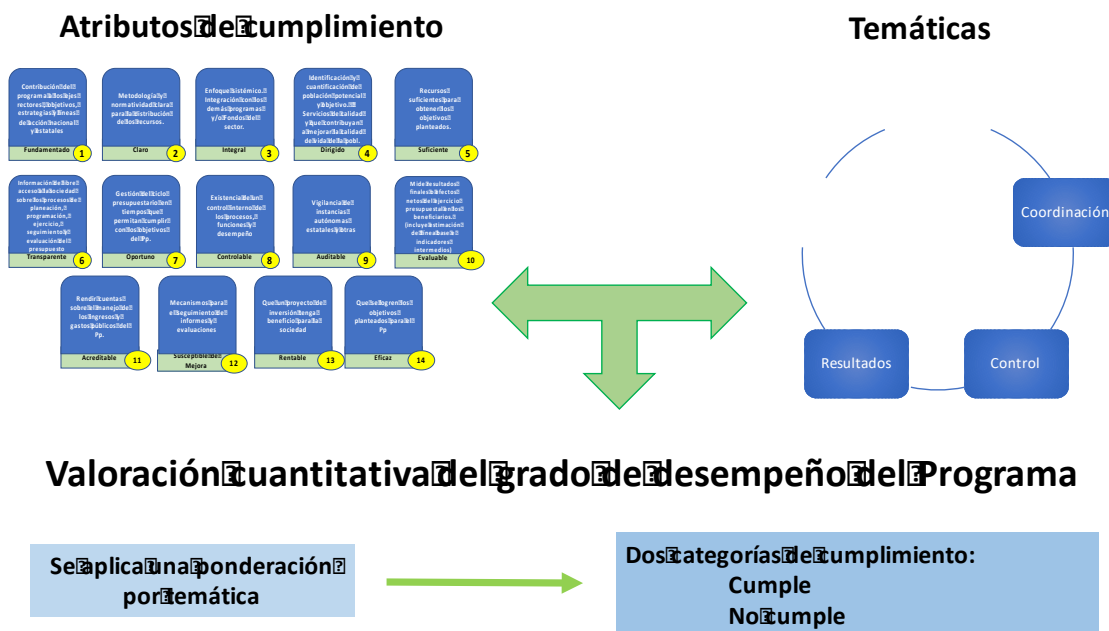 Atributos de cumplimiento
Temáticas
Contribución del
programa a los ejes
rectores, objetivos,
estrategias y líneas
de acción nacional
y estatales
Fundamentado
1
Metodología y
normatividad clara
para la distribución
de los recursos.
Claro
2
Enfoque sistémico.
Integración con los
demás programas
y/o Fondos del
sector.
Integral
3
Identificación y
cuantificación de
población potencial
y objetivo.
Servicios de calidad
y que contribuyan
a mejorar la calidad
de vida de la pobl.
Dirigido
4
Recursos
suficientes para
obtener los
objetivos
planteados.
Suficiente
5
Información de libre
acceso a la sociedad
sobre los procesos de
planeación,
programación,
ejercicio,
seguimiento y
evaluación del
presupuesto
Transparente
6
Gestión del ciclo
presupuestario en
tiempos que
permitan cumplir
con los objetivos
del Pp.
Oportuno
7
Existencia de un
control interno de
los procesos,
funciones y
desempeño
Controlable
8
Vigilancia de
instancias
autónomas
estatales y otras
Auditable
9
Mide resultados
finales o efectos
netos del ejercicio
presupuestal en los
beneficiarios.
(incluye estimación
de línea base e
indicadores
intermedios)
Evaluable
10
Rendir cuentas
sobre el manejo de
los ingresos y
gastos públicos del
Pp.
Acreditable
11
Mecanismos para
el seguimiento de
informes y
evaluaciones
Susceptible de
Mejora
12
Que un proyecto de
inversión tenga
beneficio para la
sociedad
Rentable
13
Que se logren los
objetivos
planteados para el
Pp
Eficaz
14
Coordinación
Resultados
Control
Valoración cuantitativa del grado de desempeño del Programa
Se aplica una ponderación
por temática
Dos categorías de cumplimiento:
Cumple
No cumple